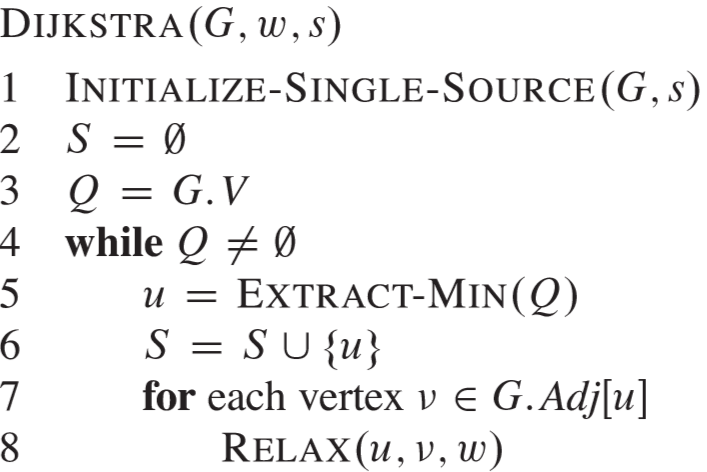 DIJKSTRA(G, w, s)
1 INITIALIZE-SINGLE-SOURCE(G, s)
2 S = ∅
3 Q = G.V
4 while Q ≠ ∅
5 u = EXTRACT-MIN(Q)
6 S = S ∪ {u}
7 for each vertex v ∈ G.Adj[u]
8 RELAX(u, v, w)